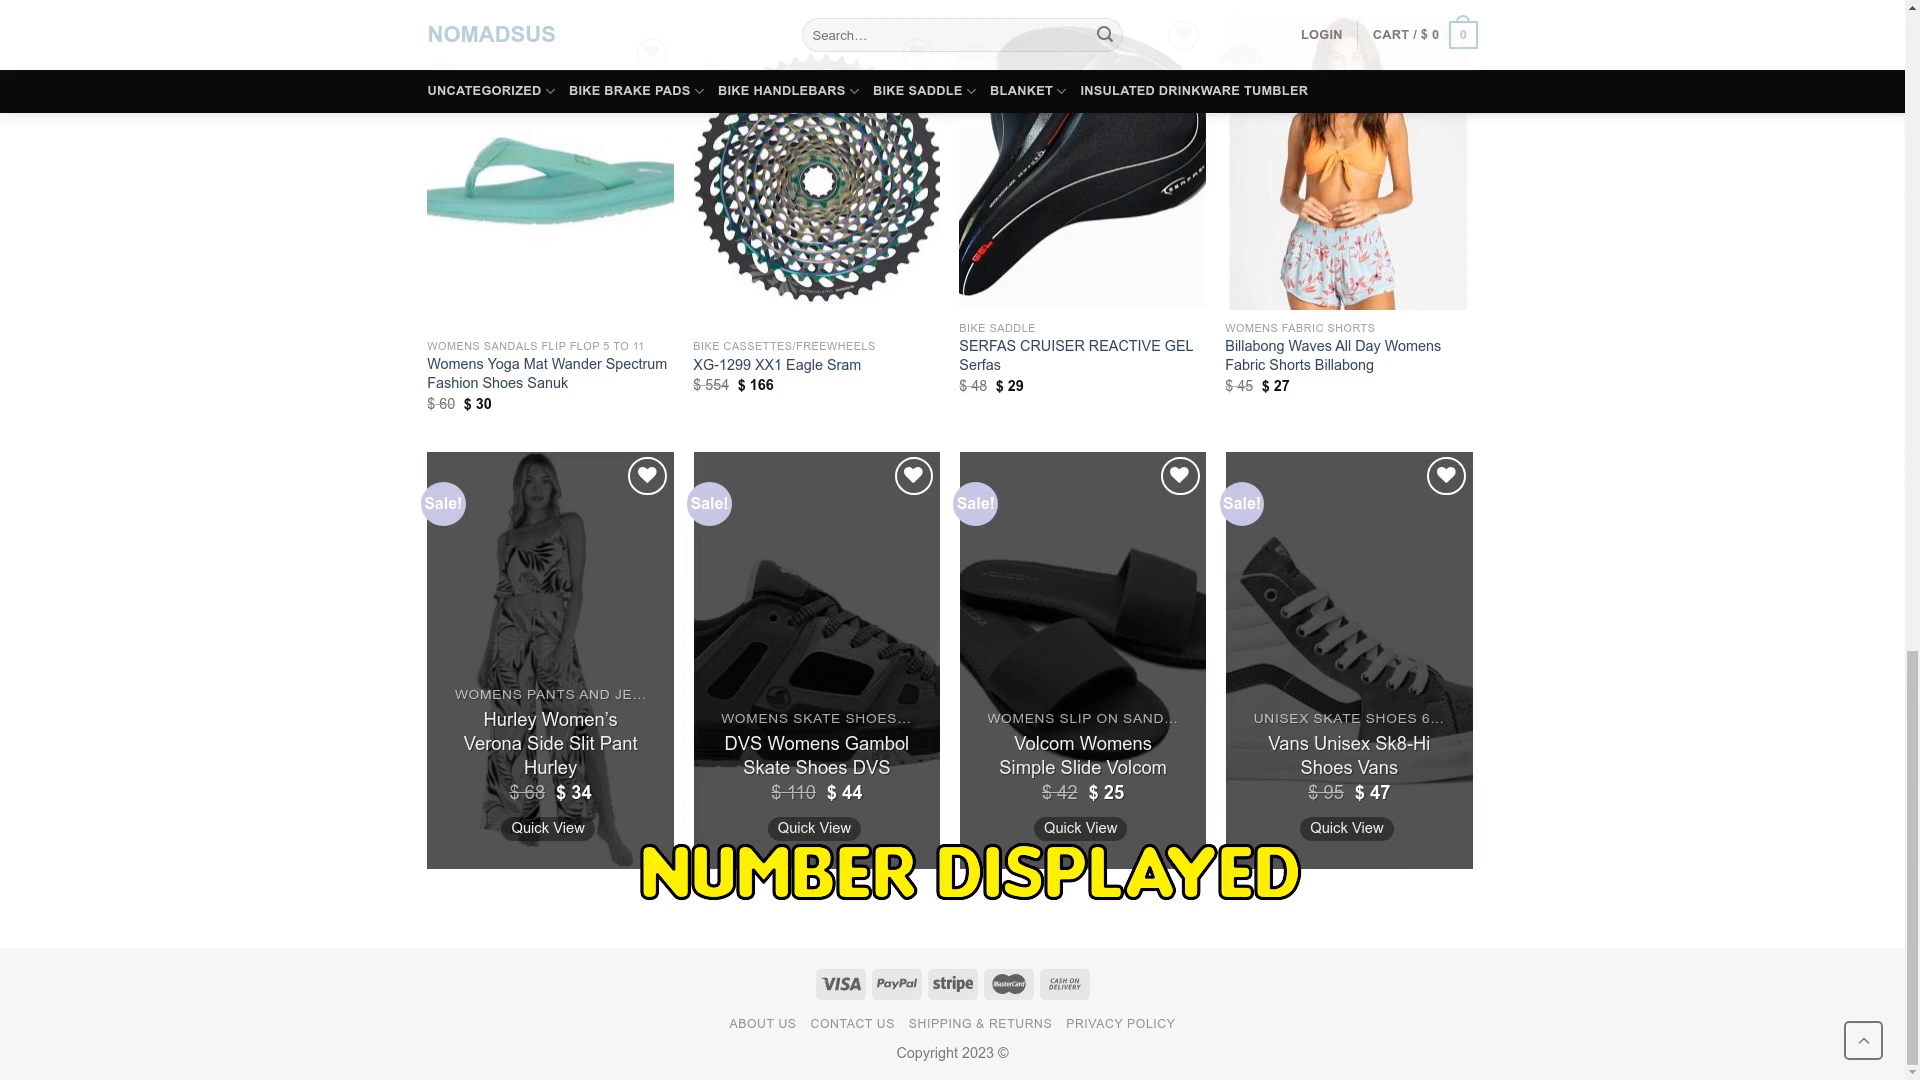 NOMADSUS
Search…
LOGIN
CART / $ 0
0
UNCATEGORIZED
BIKE BRAKE PADS
BIKE HANDLEBARS
BIKE SADDLE
BLANKET
INSULATED DRINKWARE TUMBLER
SERFAS
GEL
WOMENS SANDALS FLIP FLOP 5 TO 11
Womens Yoga Mat Wander Spectrum
Fashion Shoes Sanuk
$ 60 $ 30
BIKE CASSETTES/FREEWHEELS
XG-1299 XX1 Eagle Sram
$ 554 $ 166
BIKE SADDLE
SERFAS CRUISER REACTIVE GEL
Serfas
$ 48 $ 29
WOMENS FABRIC SHORTS
Billabong Waves All Day Womens
Fabric Shorts Billabong
$ 45 $ 27
Sale!
WOMENS PANTS AND JE...
Hurley Women’s
Verona Side Slit Pant
Hurley
$ 68 $ 34
Quick View
Sale!
WOMENS SKATE SHOES...
DVS Womens Gambol
Skate Shoes DVS
$ 110 $ 44
Quick View
Sale!
VOLCOM
WOMENS SLIP ON SAND...
Volcom Womens
Simple Slide Volcom
$ 42 $ 25
Quick View
Sale!
UNISEX SKATE SHOES 6...
Vans Unisex Sk8-Hi
Shoes Vans
$ 95 $ 47
Quick View
NUMBER DISPLAYED
VISA
PayPal
stripe
MasterCard
CASH ON
DELIVERY
ABOUT US
CONTACT US
SHIPPING & RETURNS
PRIVACY POLICY
Copyright 2023 ©